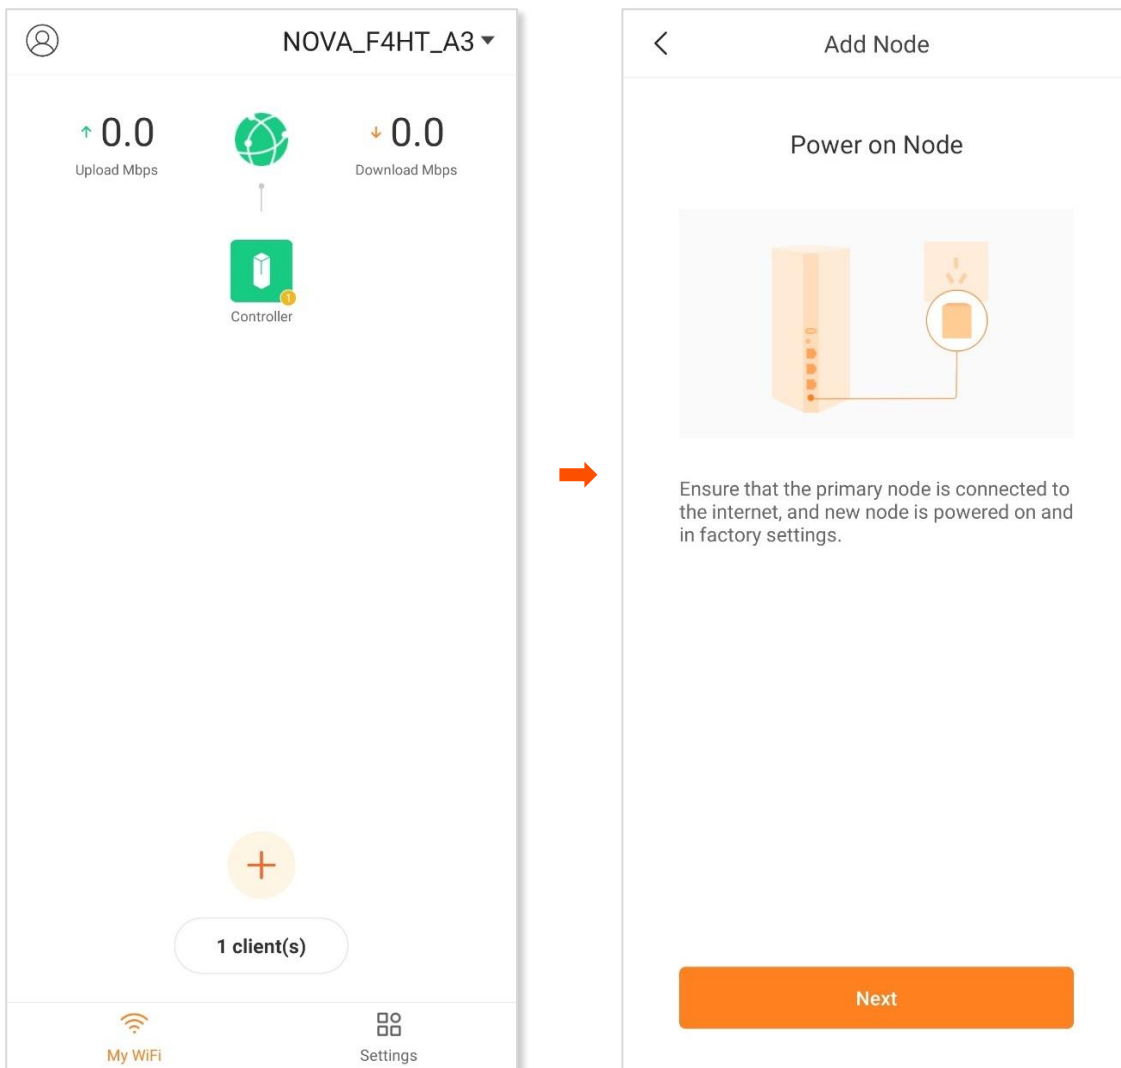 NOVA_F4HT_A3
0.0
Upload Mbps
0.0
Download Mbps
1
Controller
1 client(s)
My WiFi
Settings
Add Node
Power on Node
Ensure that the primary node is connected to
the internet, and new node is powered on and
in factory settings.
Next